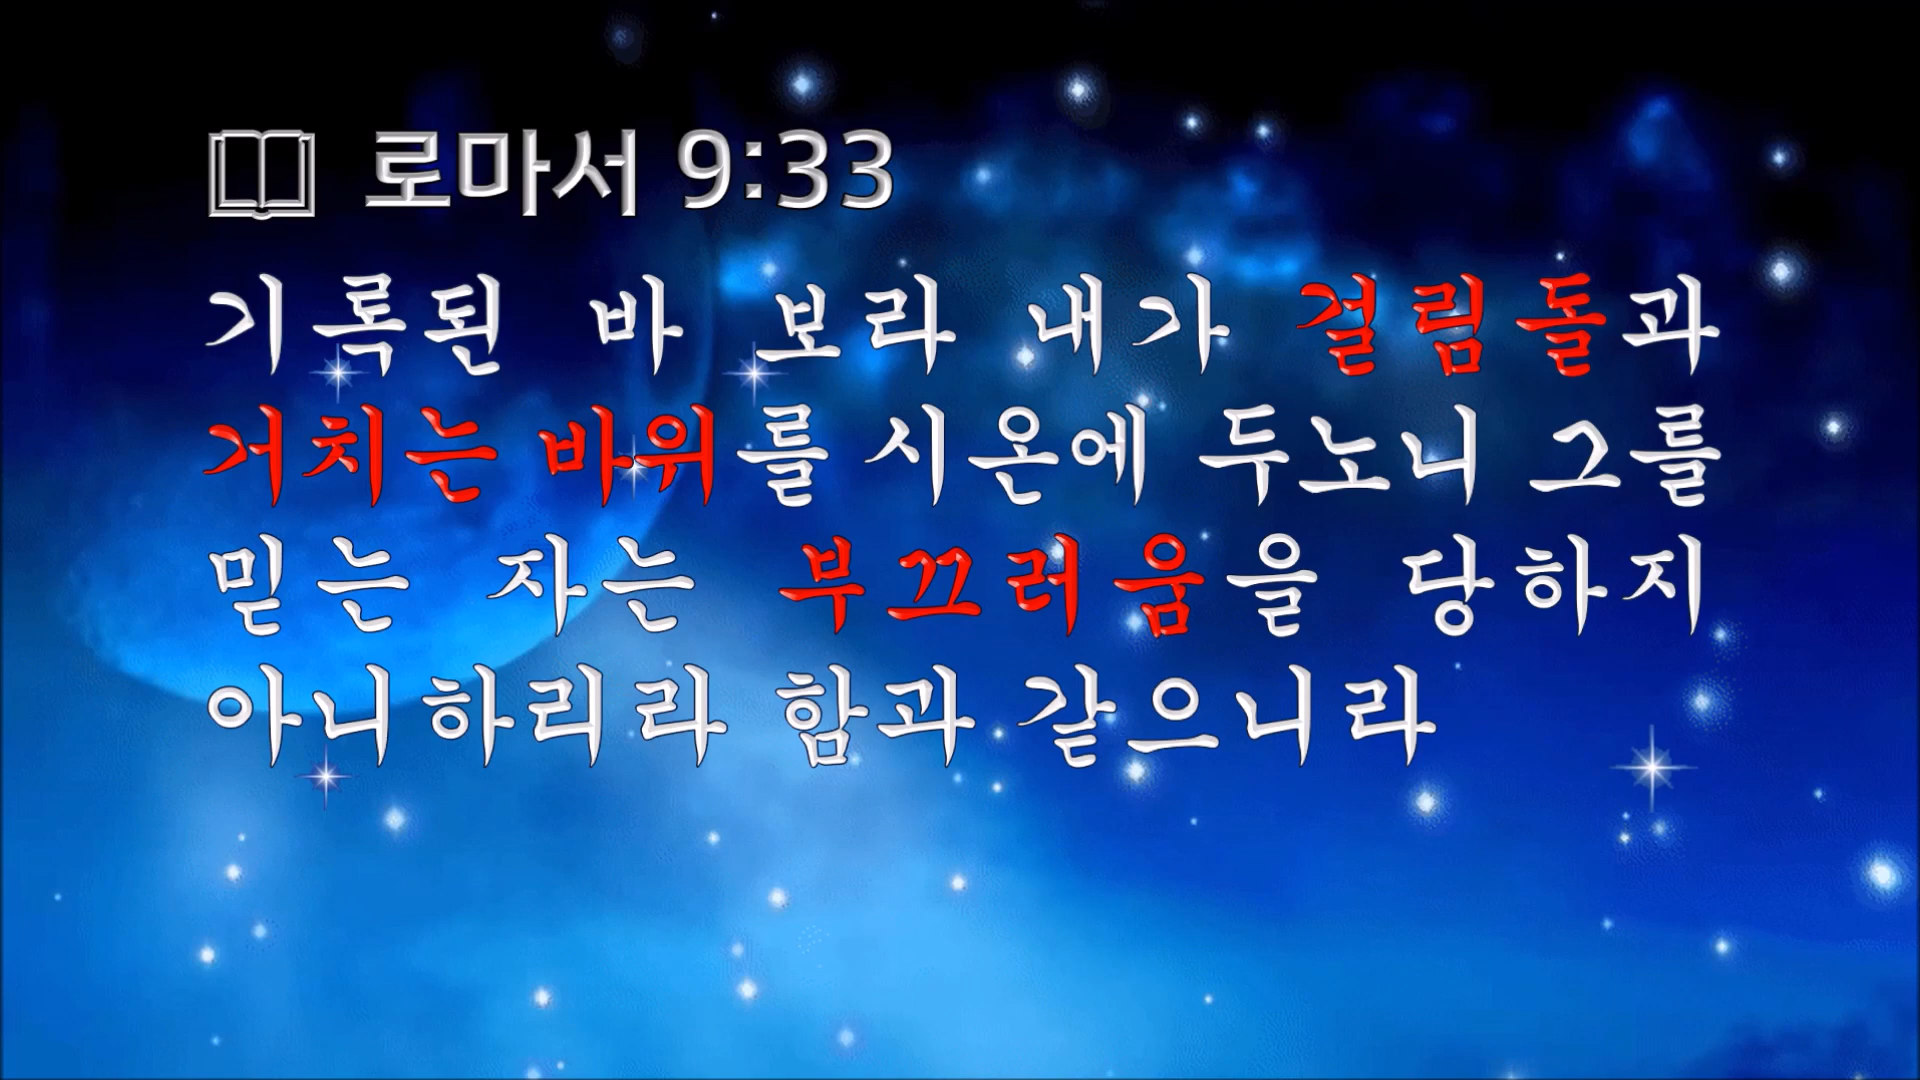 로마서 9:33
기록된 바 보라 내가 걸림돌과
거치는 바위를 시온에 두노니 그를
믿는 자는 부끄러움을 당하지
아니하리라 함과 같으니라